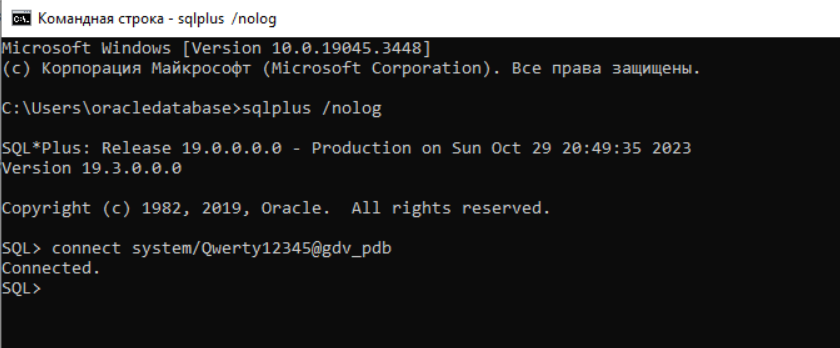 Командная строка - sqlplus /nolog
Microsoft Windows [Version 10.0.19045.3448]
(c) Корпорация Майкрософт (Microsoft Corporation). Все права защищены.
C:\Users\oracledatabase>sqlplus /nolog
SQL*Plus: Release 19.0.0.0.0 - Production on Sun Oct 29 20:49:35 2023
Version 19.3.0.0.0
Copyright (c) 1982, 2019, Oracle.  All rights reserved.
SQL> connect system/Qwerty12345@gdv_pdb
Connected.
SQL>